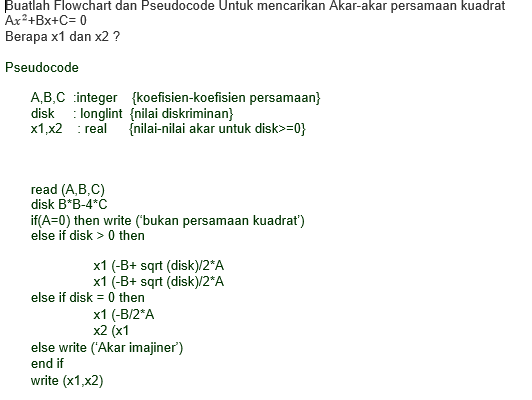 Buatlah Flowchart dan Pseudocode Untuk mencarikan Akar-akar persamaan kuadrat
Ax²+Bx+C= 0
Berapa x1 dan x2 ?
Pseudocode
A,B,C :integer {koefisien-koefisien persamaan}
disk : longlint {nilai diskriminan}
x1,x2 : real {nilai-nilai akar untuk disk>=0}
read (A,B,C)
disk B*B-4*C
if(A=0) then write (‘bukan persamaan kuadrat’)
else if disk > 0 then
x1 (-B+ sqrt (disk)/2*A
x1 (-B+ sqrt (disk)/2*A
else if disk = 0 then
x1 (-B/2*A
x2 (x1
else write (‘Akar imajiner’)
end if
write (x1,x2)